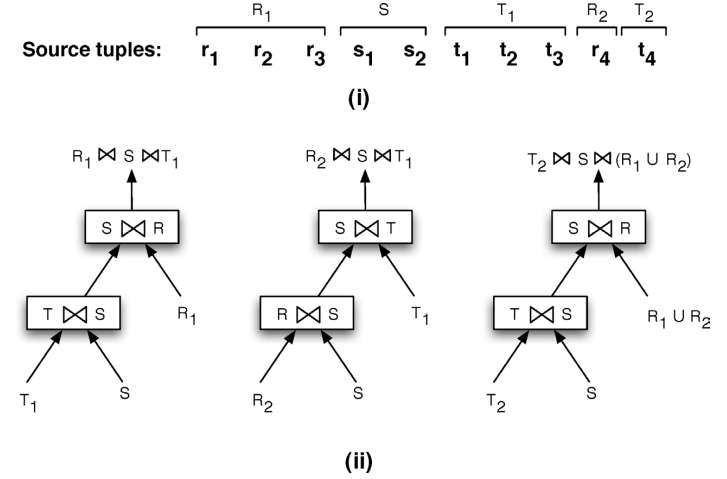 R1 S T1 R2 T2
Source tuples: r1 r2 r3 s1 s2 t1 t2 t3 r4 t4
(i)
R1 ⋈ S ⋈ T1 R2 ⋈ S ⋈ T1 T2 ⋈ S ⋈ (R1 U R2)
S ⋈ R S ⋈ T S ⋈ R
T ⋈ S R1 R ⋈ S T1 T ⋈ S R1 U R2
T1 S R2 S T2 S
(ii)